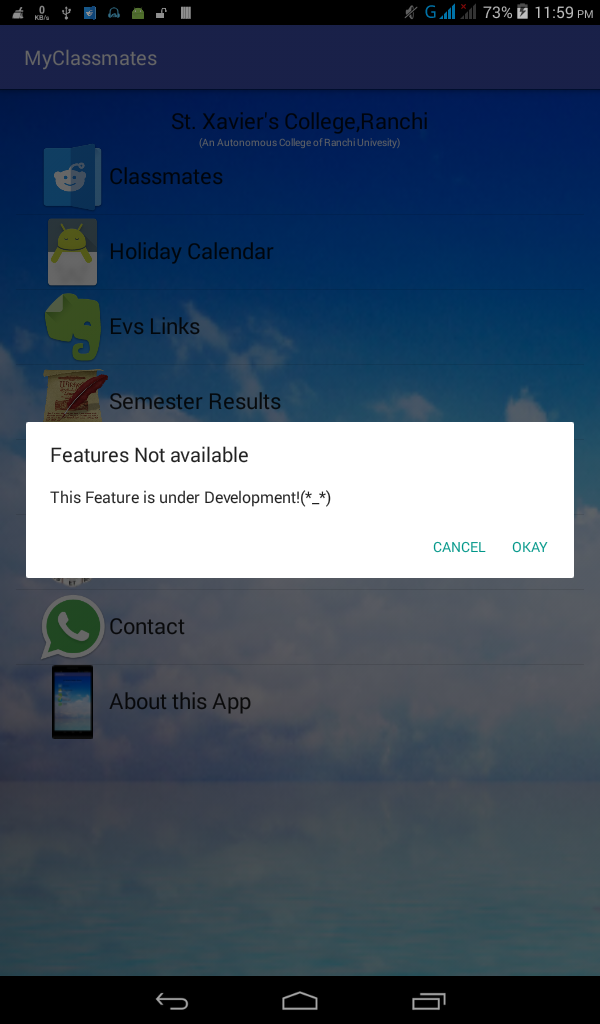 0
KB/s
G
73%
11:59 PM
MyClassmates
St. Xavier's College,Ranchi
(An Autonomous College of Ranchi Univesity)
Classmates
Holiday Calendar
Evs Links
Semester Results
Features Not available
This Feature is under Development!(*_*)
CANCEL
OKAY
Contact
About this App